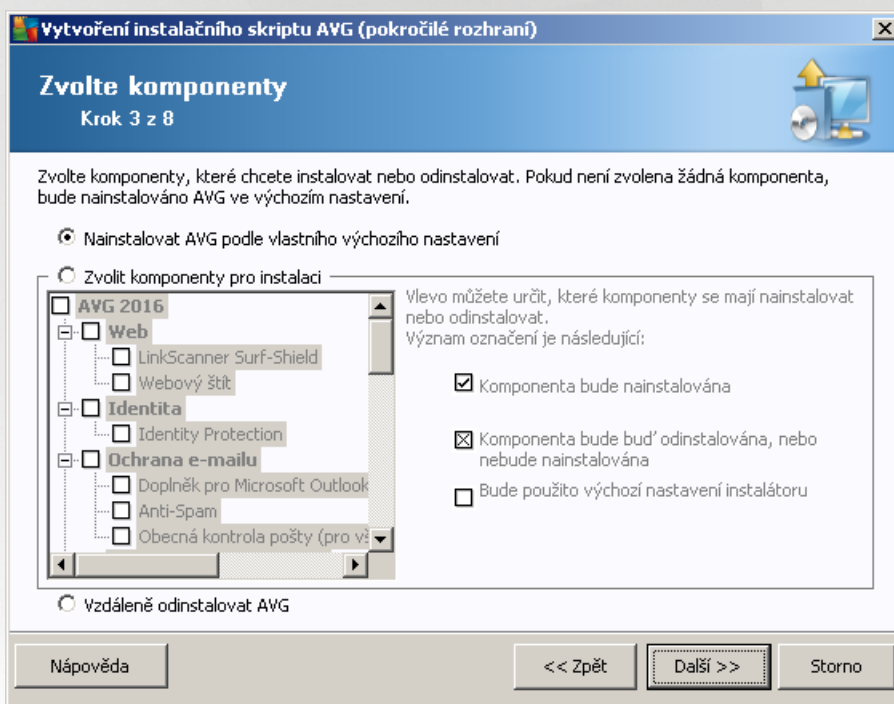 Vytvoření instalačního skriptu AVG (pokročilé rozhraní)
Zvolte komponenty
Krok 3 z 8
Zvolte komponenty, které chcete instalovat nebo odinstalovat. Pokud není zvolena žádná komponenta,
bude nainstalováno AVG ve výchozím nastavení.
Nainstalovat AVG podle vlastního výchozího nastavení
Zvolit komponenty pro instalaci
AVG 2016
Web
LinkScanner Surf-Shield
Webový štít
Identita
Identity Protection
Ochrana e-mailu
Doplněk pro Microsoft Outlook
Anti-Spam
Obecná kontrola pošty (pro
Vlevo můžete určit, které komponenty se mají nainstalovat
nebo odinstalovat.
Význam označení je následující:
Komponenta bude nainstalována
Komponenta bude buď odinstalována, nebo
nebude nainstalována
Bude použito výchozí nastavení instalátoru
Vzdáleně odinstalovat AVG
Nápověda
<< Zpět
Další >>
Storno